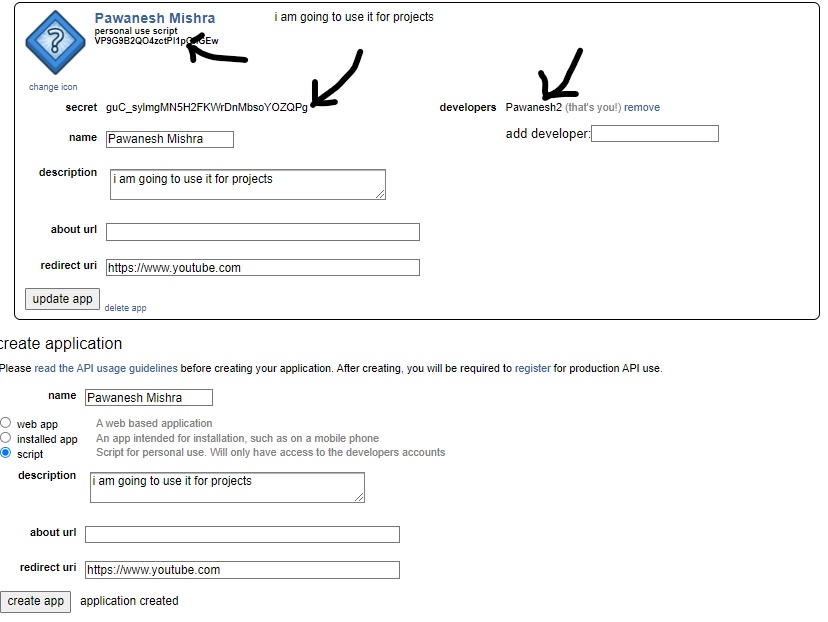 Pawanesh Mishra i am going to use it for projects
personal use script
change icon
secret developers Pawanesh2 (that's you!) remove
name Pawanesh Mishra add developer:
description i am going to use it for projects
about url
redirect uri https://www.youtube.com
update app delete app
create application
Please read the API usage guidelines before creating your application. After creating, you will be required to register for production API use.
name Pawanesh Mishra
web app A web based application
installed app An app intended for installation, such as on a mobile phone
script Script for personal use. Will only have access to the developers accounts
description i am going to use it for projects
about url
redirect uri https://www.youtube.com
create app application created